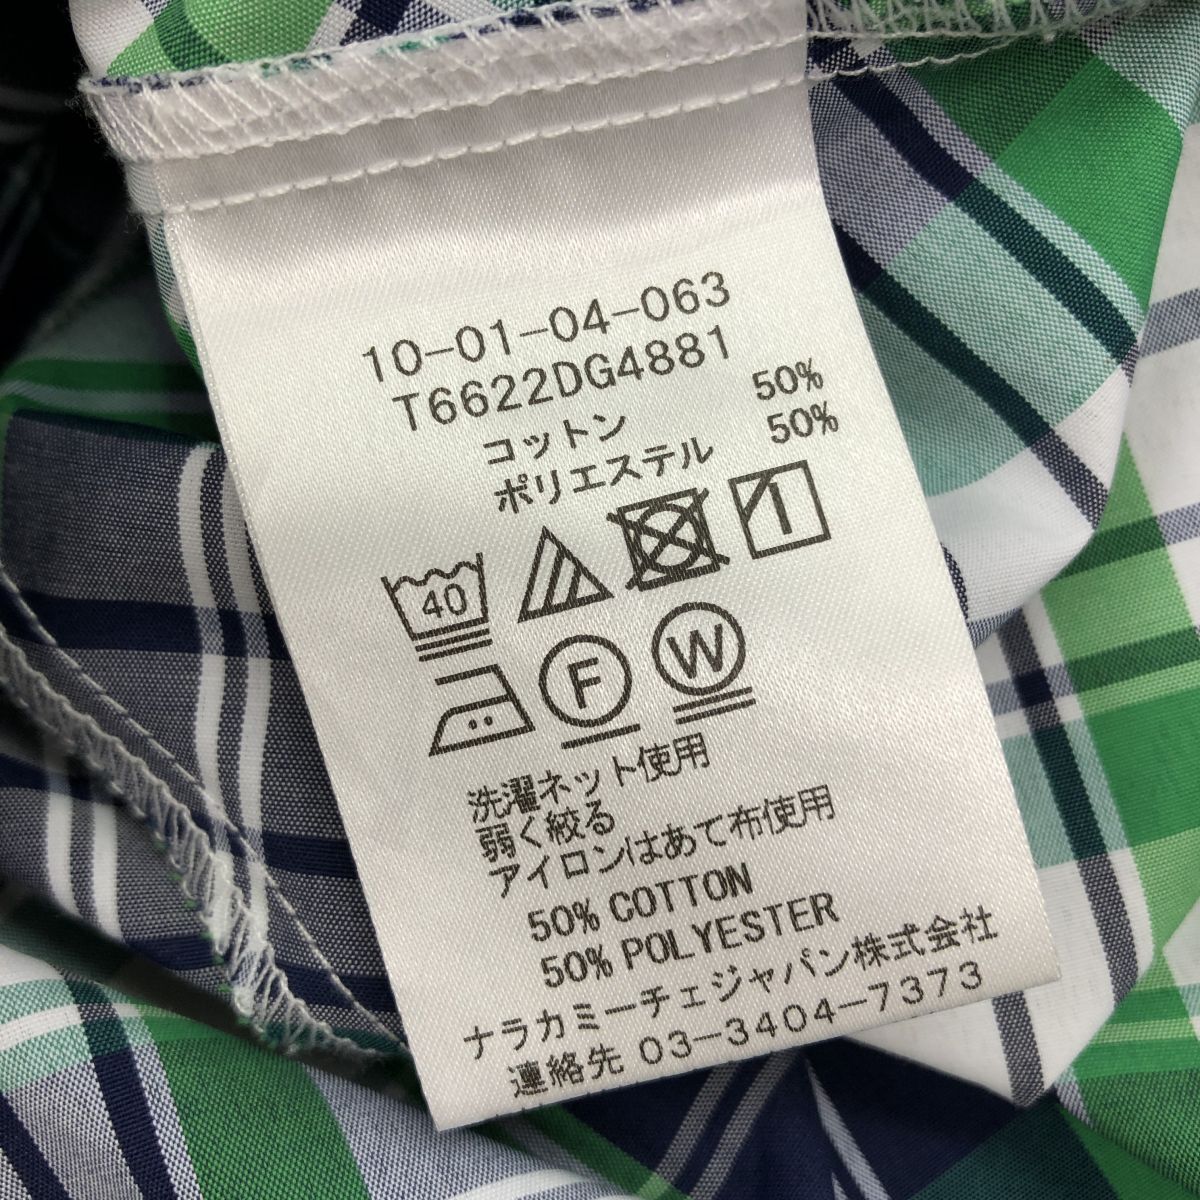 10-01-04-063
T6622DG4881
コットン 50%
ポリエステル 50%
40
F W
洗濯ネット使用
弱く絞る
アイロンはあて布使用
50% COTTON
50% POLYESTER
ナラカミーチェジャパン株式会社
連絡先 03-3404-7373